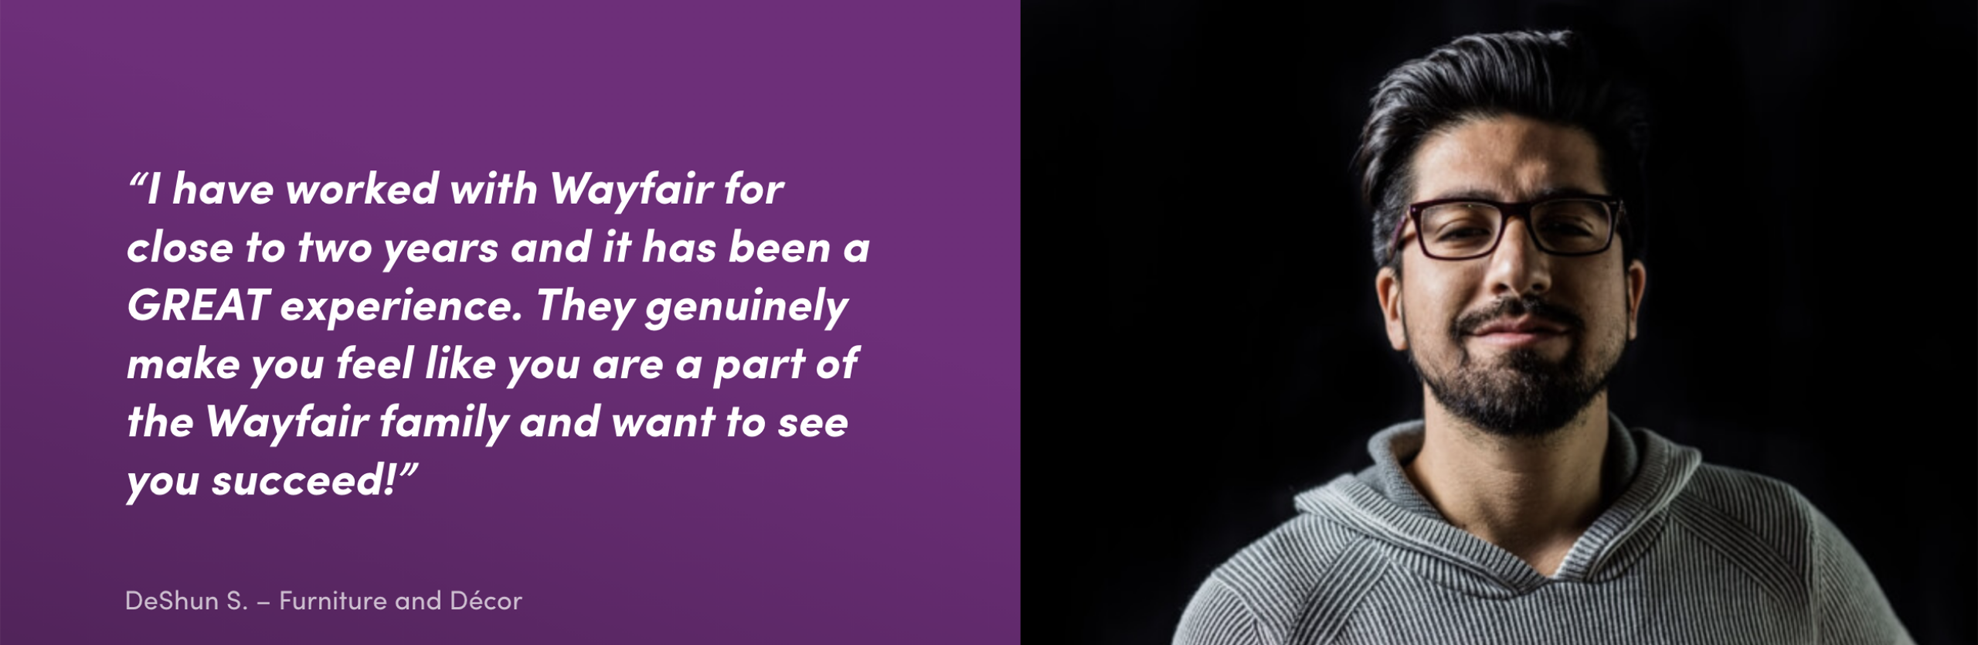 “I have worked with Wayfair for
close to two years and it has been a
GREAT experience. They genuinely
make you feel like you are a part of
the Wayfair family and want to see
you succeed!”
DeShun S. – Furniture and Décor